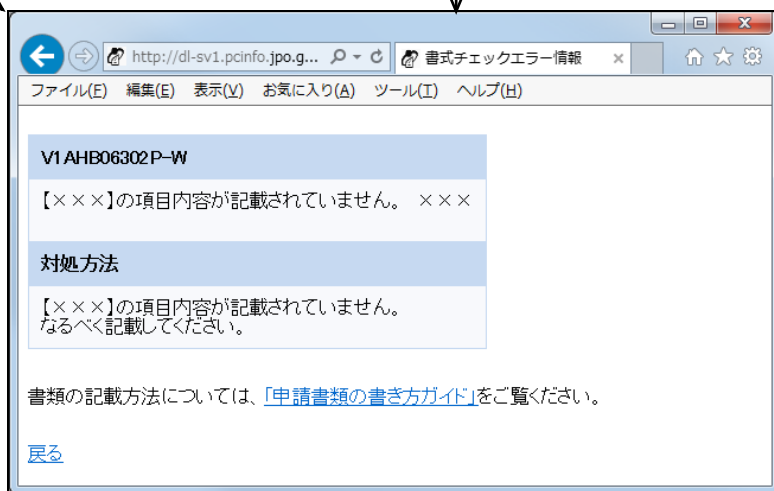 http://dl-sv1.pcinfo.jpo.g...
書式チェックエラー情報
ファイル(F) 編集(E) 表示(V) お気に入り(A) ツール(T) ヘルプ(H)
V1AHB06302P-W
【×××】の項目内容が記載されていません。 ×××
対処方法
【×××】の項目内容が記載されていません。
なるべく記載してください。
書類の記載方法については、「申請書類の書き方ガイド」をご覧ください。
戻る